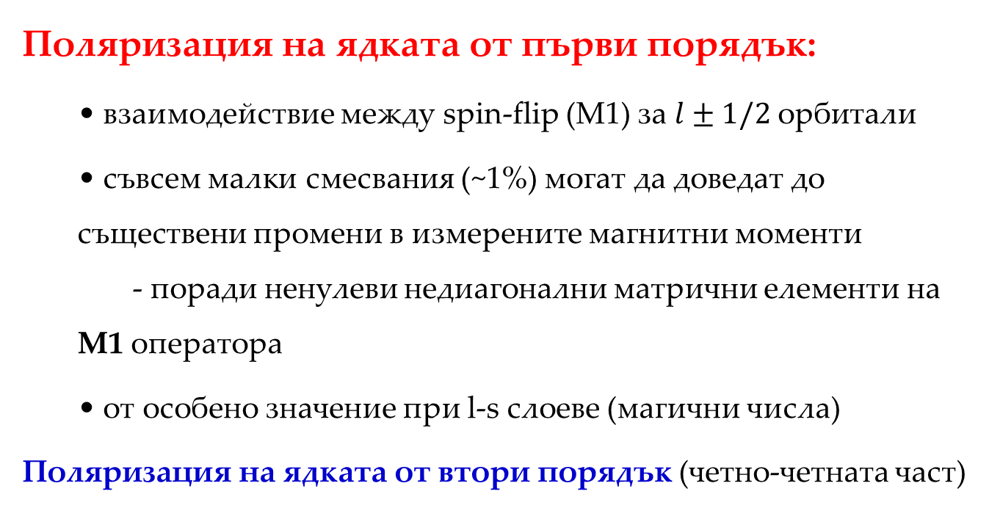 Поляризация на ядката от първи порядък:
• взаимодействие между spin-flip (M1) за l ± 1/2 орбитали
• съвсем малки смесвания (~1%) могат да доведат до
съществени промени в измерените магнитни моменти
- поради ненулеви недиагонални матрични елементи на
M1 оператора
• от особено значение при l-s слоеве (магични числа)
Поляризация на ядката от втори порядък (четно-четната част)